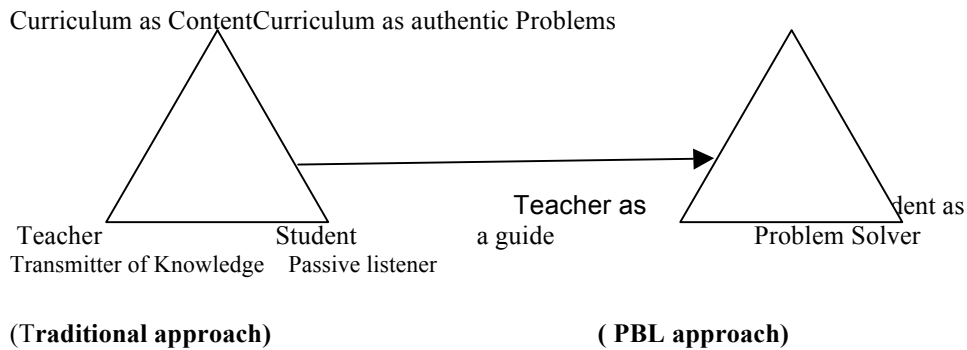 Curriculum as ContentCurriculum as authentic Problems
Teacher as dent as
Teacher Student a guide Problem Solver
Transmitter of Knowledge Passive listener
(Traditional approach) ( PBL approach)